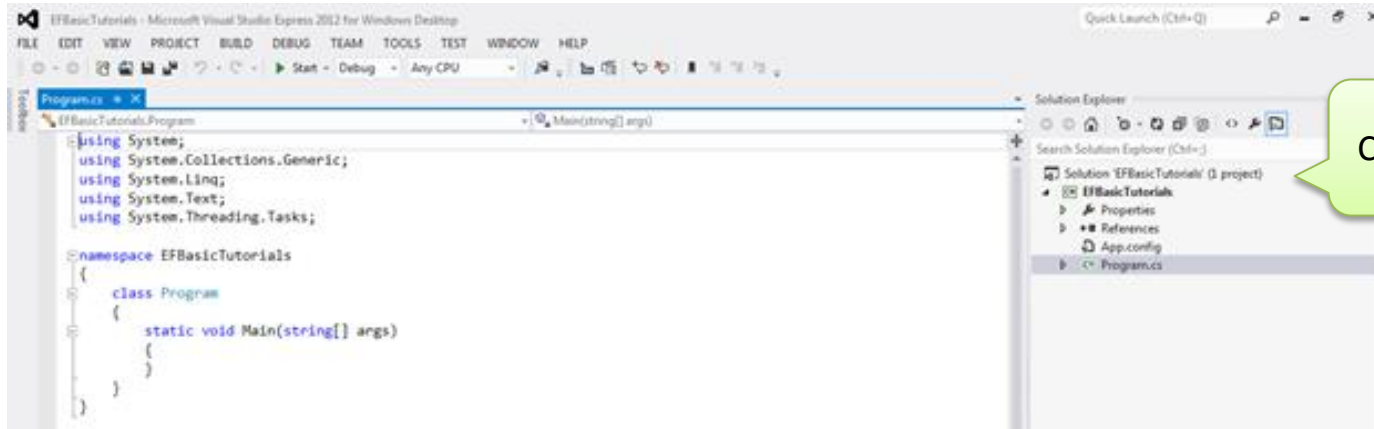 EFBasicTutorials - Microsoft Visual Studio Express 2012 for Windows Desktop
Quick Launch (Ctrl+Q)
FILE EDIT VIEW PROJECT BUILD DEBUG TEAM TOOLS TEST WINDOW HELP
Start Debug Any CPU
Toolbox
Program.cs
Solution Explorer
EFBasicTutorials.Program
Main(string[] args)
Search Solution Explorer (Ctrl+;)
using System;
using System.Collections.Generic;
using System.Linq;
using System.Text;
using System.Threading.Tasks;
namespace EFBasicTutorials
{
class Program
{
static void Main(string[] args)
{
}
}
}
Solution 'EFBasicTutorials' (1 project)
EFBasicTutorials
Properties
References
App.config
C# Program.cs